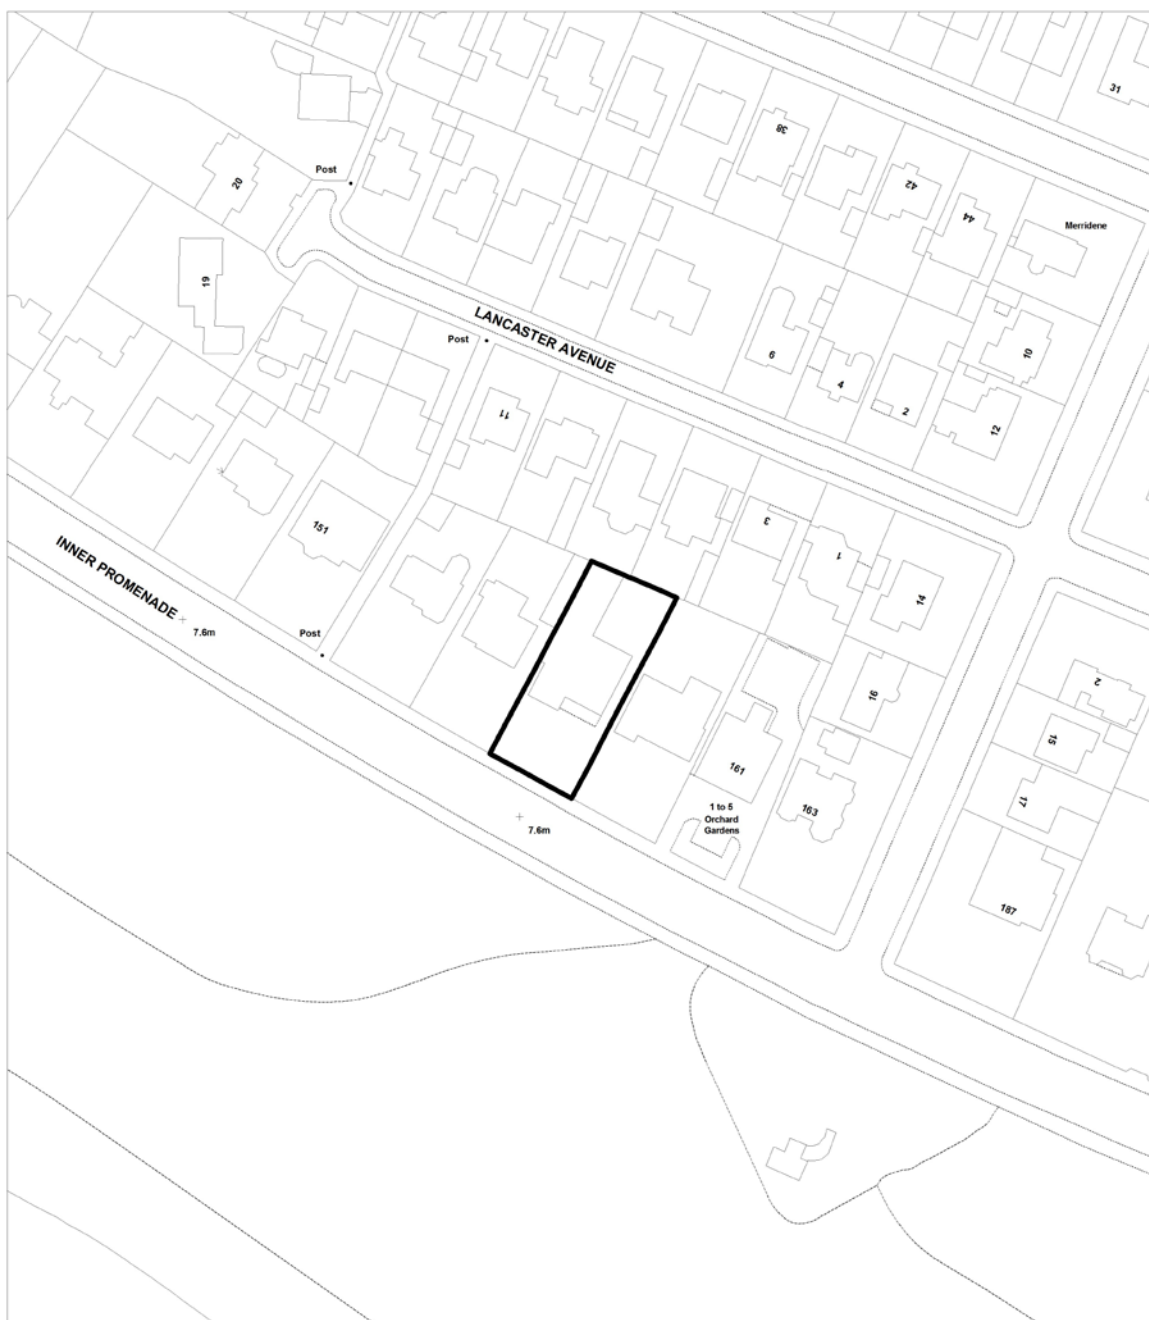 31
38
Post
20
42
44
Merridene
19
LANCASTER AVENUE
Post
6
10
4
2
11
12
151
3
INNER PROMENADE
1
14
7.6m
Post
2
16
15
161
17
1 to 5
Orchard
Gardens
163
7.6m
187